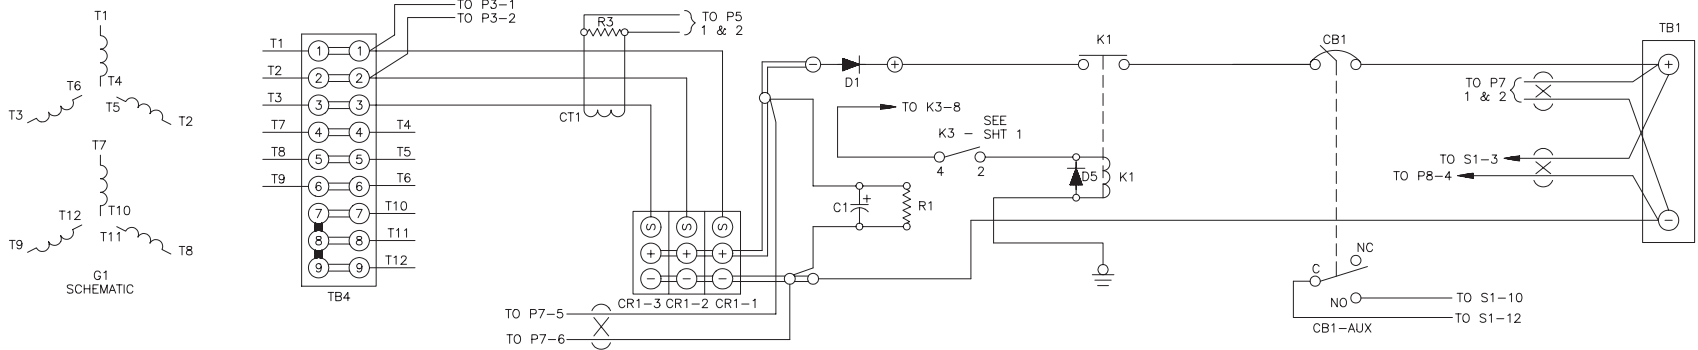 T1
T6
T4
T5
T3
T2
T7
T12
T10
T11
T9
T8
G1
SCHEMATIC
TO P3-1
TO P3-2
T1 1 1
T2 2 2
T3 3 3
T7 4 4 T4
T8 5 5 T5
T9 6 6 T6
7 7 T10
8 8 T11
9 9 T12
TB4
R3
TO P5
1 & 2
CT1
S S S
+ + +
- - -
CR1-3 CR1-2 CR1-1
TO P7-5
TO P7-6
-
D1
+
K1
TO K3-8
K3 - SEE
SHT 1
4 2
D5
K1
C1
+
R1
CB1
TB1
+
TO P7
1 & 2
TO S1-3
TO P8-4
-
NC
C
NO
TO S1-10
TO S1-12
CB1-AUX